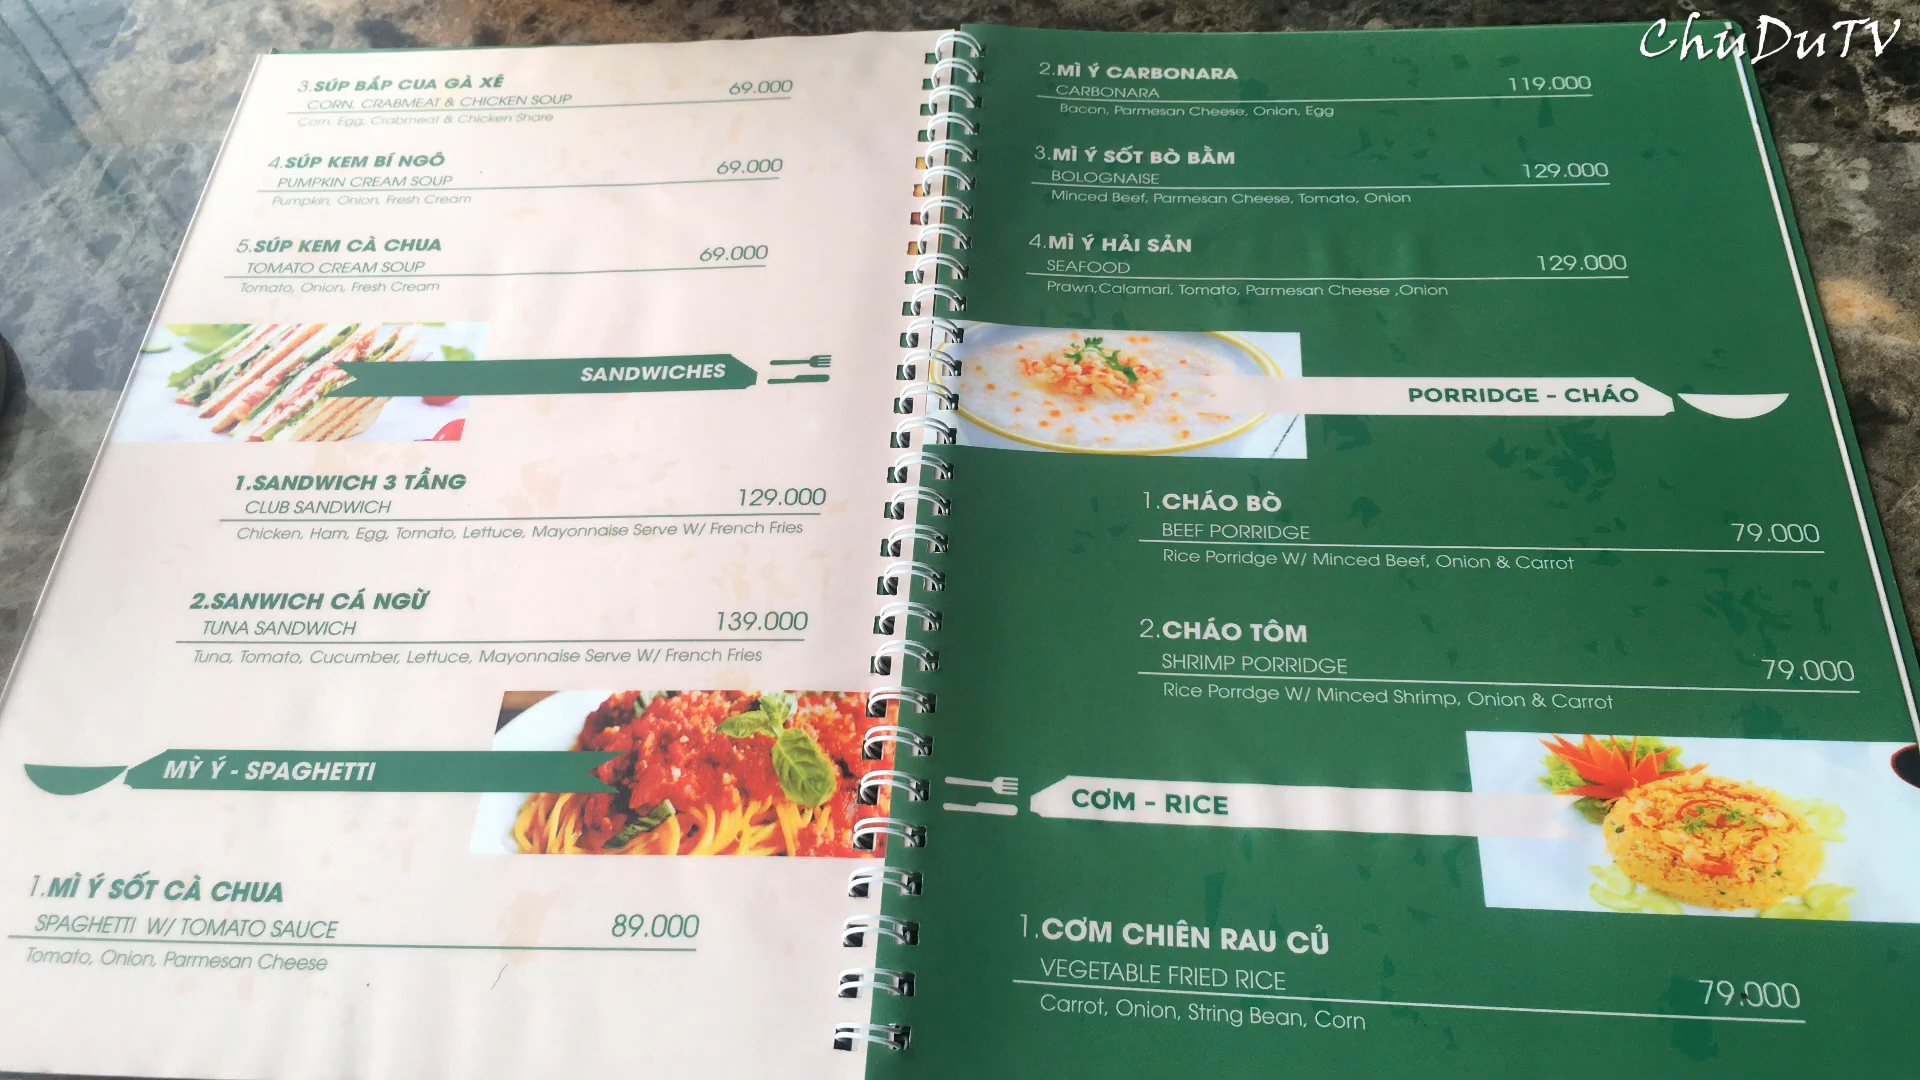 ChuDuTV
3.SÚP BẮP CUA GÀ XÉ
CORN, CRABMEAT & CHICKEN SOUP 69.000
Corn, Egg, Crabmeat & Chicken Share
4.SÚP KEM BÍ NGÔ
PUMPKIN CREAM SOUP 69.000
Pumpkin, Onion, Fresh Cream
5.SÚP KEM CÀ CHUA
TOMATO CREAM SOUP 69.000
Tomato, Onion, Fresh Cream
SANDWICHES
1.SANDWICH 3 TẦNG
CLUB SANDWICH 129.000
Chicken, Ham, Egg, Tomato, Lettuce, Mayonnaise Serve W/ French Fries
2.SANWICH CÁ NGỪ
TUNA SANDWICH 139.000
Tuna, Tomato, Cucumber, Lettuce, Mayonnaise Serve W/ French Fries
MỲ Ý - SPAGHETTI
1.MÌ Ý SỐT CÀ CHUA
SPAGHETTI W/ TOMATO SAUCE 89.000
Tomato, Onion, Parmesan Cheese
2.MÌ Ý CARBONARA
CARBONARA 119.000
Bacon, Parmesan Cheese, Onion, Egg
3.MÌ Ý SỐT BÒ BẰM
BOLOGNAISE 129.000
Minced Beef, Parmesan Cheese, Tomato, Onion
4.MÌ Ý HẢI SẢN
SEAFOOD 129.000
Prawn,Calamari, Tomato, Parmesan Cheese ,Onion
PORRIDGE - CHÁO
1.CHÁO BÒ
BEEF PORRIDGE 79.000
Rice Porridge W/ Minced Beef, Onion & Carrot
2.CHÁO TÔM
SHRIMP PORRIDGE 79.000
Rice Porrdge W/ Minced Shrimp, Onion & Carrot
CƠM - RICE
1.CƠM CHIÊN RAU CỦ
VEGETABLE FRIED RICE 79.000
Carrot, Onion, String Bean, Corn